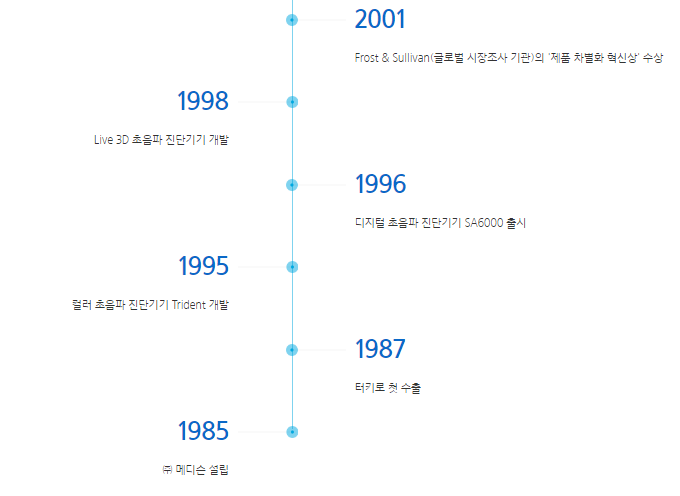 2001
Frost & Sullivan(글로벌 시장조사 기관)의 '제품 차별화 혁신상' 수상
1998
Live 3D 초음파 진단기기 개발
1996
디지털 초음파 진단기기 SA6000 출시
1995
컬러 초음파 진단기기 Trident 개발
1987
터키로 첫 수출
1985
㈜ 메디슨 설립